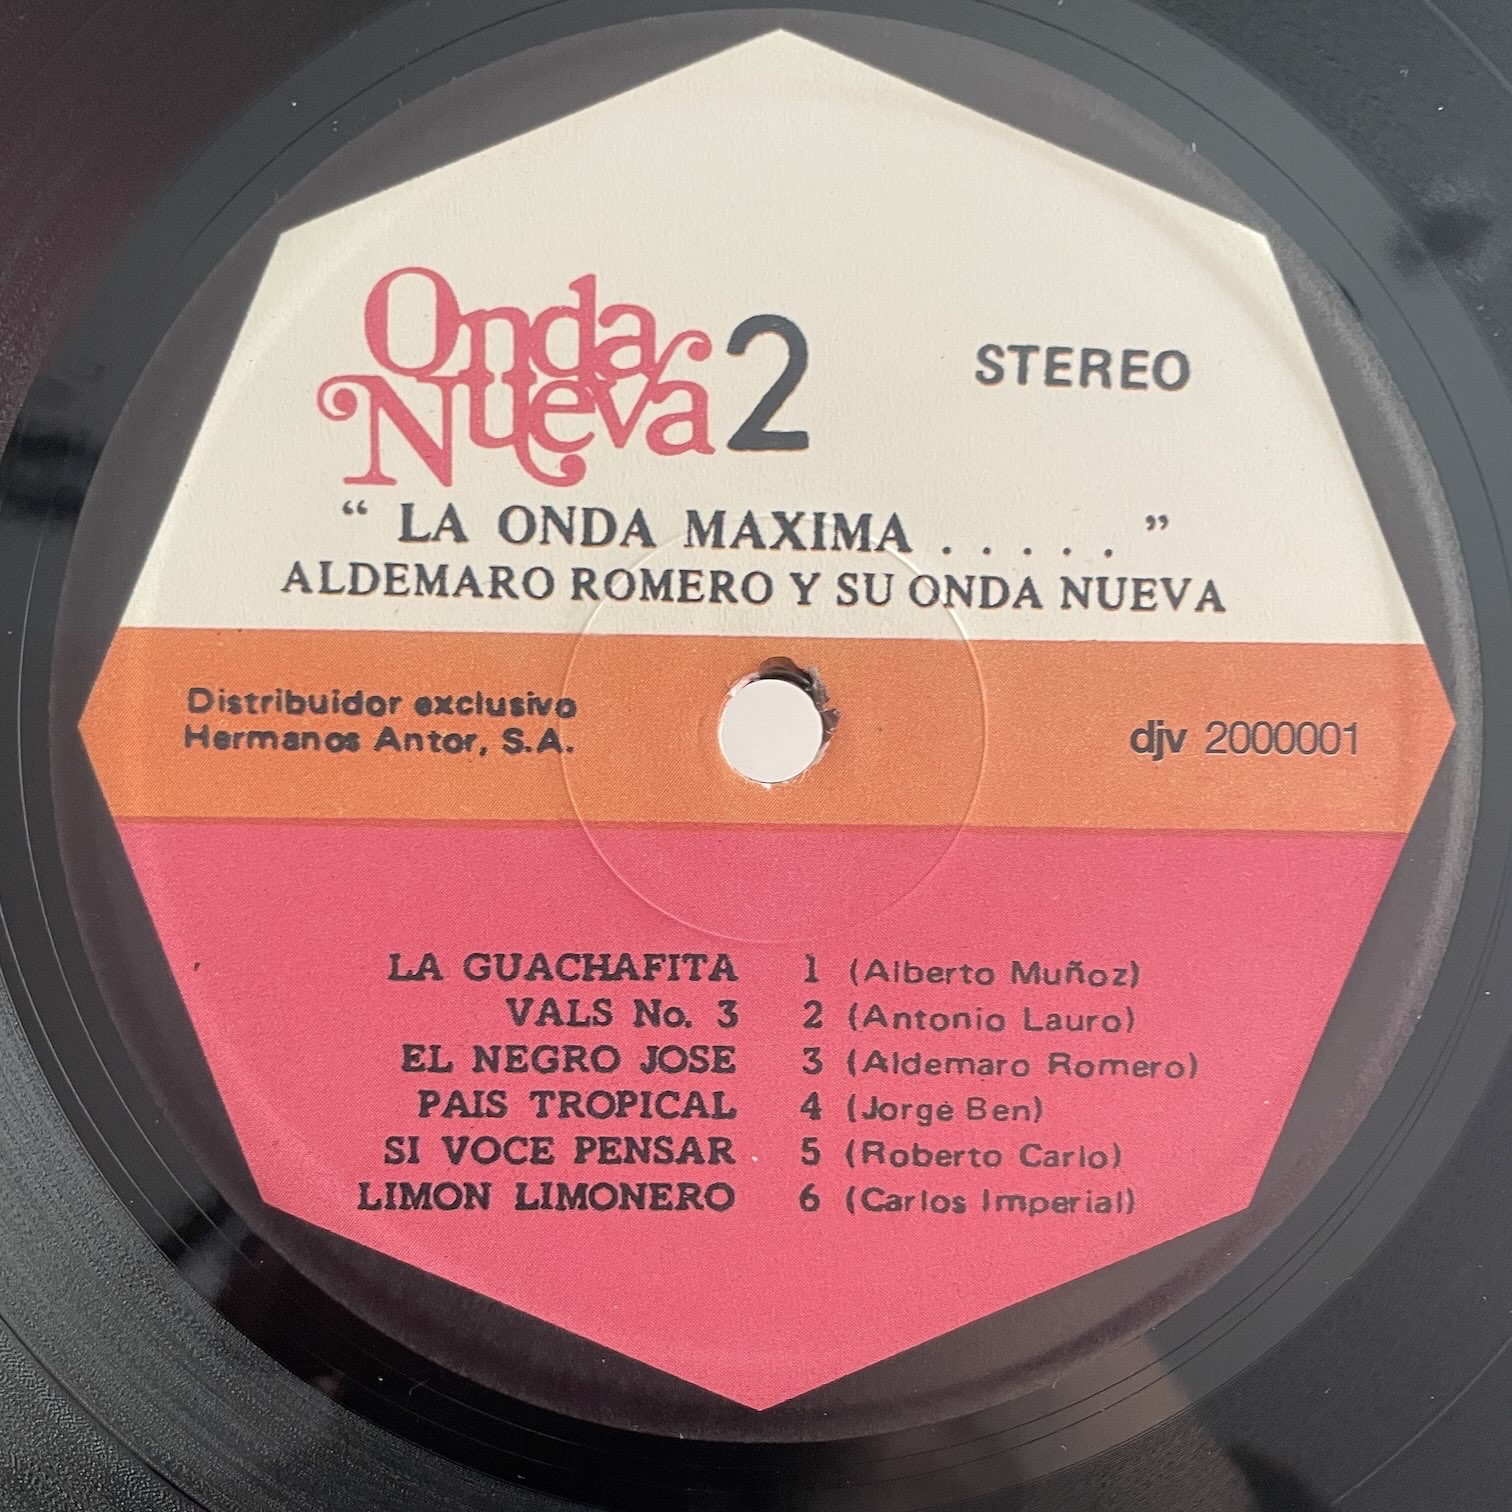 Onda
Nueva 2
STEREO
“ LA ONDA MAXIMA . . . . . ”
ALDEMARO ROMERO Y SU ONDA NUEVA
Distribuidor exclusivo
Hermanos Antor, S.A.
djv 2000001
LA GUACHAFITA 1 (Alberto Muñoz)
VALS No. 3 2 (Antonio Lauro)
EL NEGRO JOSE 3 (Aldemaro Romero)
PAIS TROPICAL 4 (Jorge Ben)
SI VOCE PENSAR 5 (Roberto Carlo)
LIMON LIMONERO 6 (Carlos Imperial)